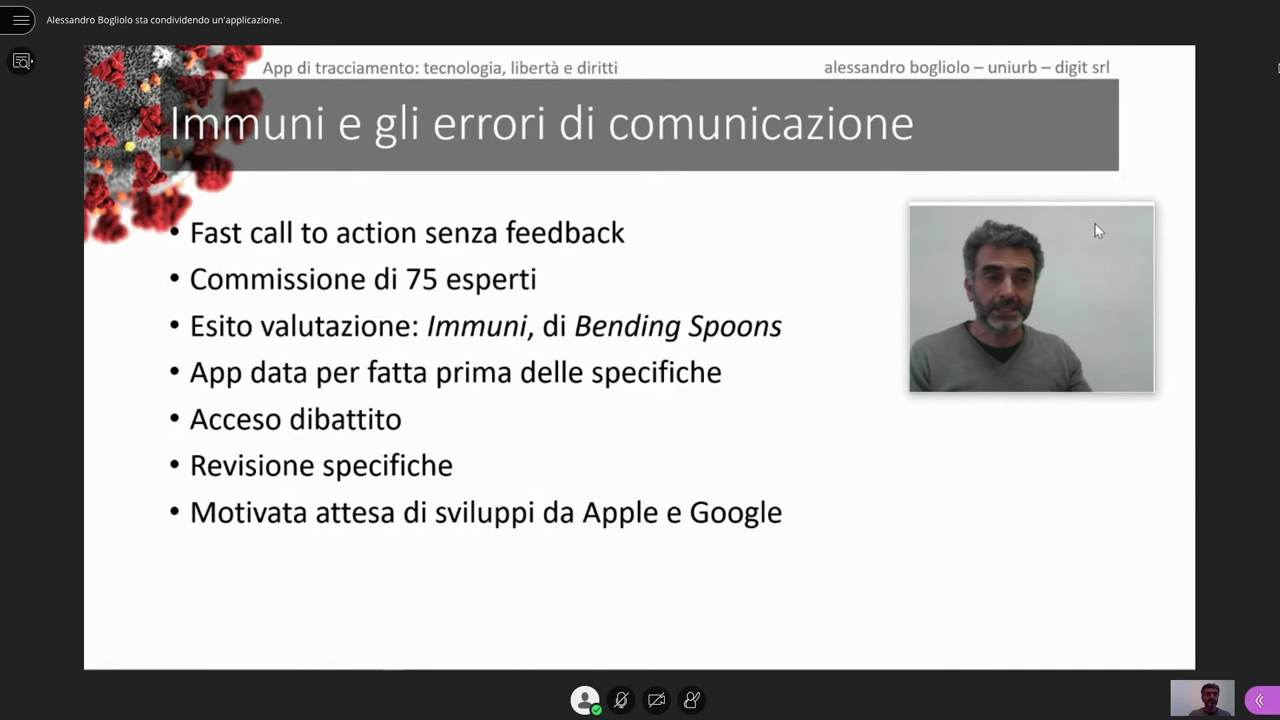 Alessandro Bogliolo sta condividendo un'applicazione.
App di tracciamento: tecnologia, libertà e diritti
alessandro bogliolo – uniurb – digit srl
Immuni e gli errori di comunicazione
• Fast call to action senza feedback
• Commissione di 75 esperti
• Esito valutazione: Immuni, di Bending Spoons
• App data per fatta prima delle specifiche
• Acceso dibattito
• Revisione specifiche
• Motivata attesa di sviluppi da Apple e Google